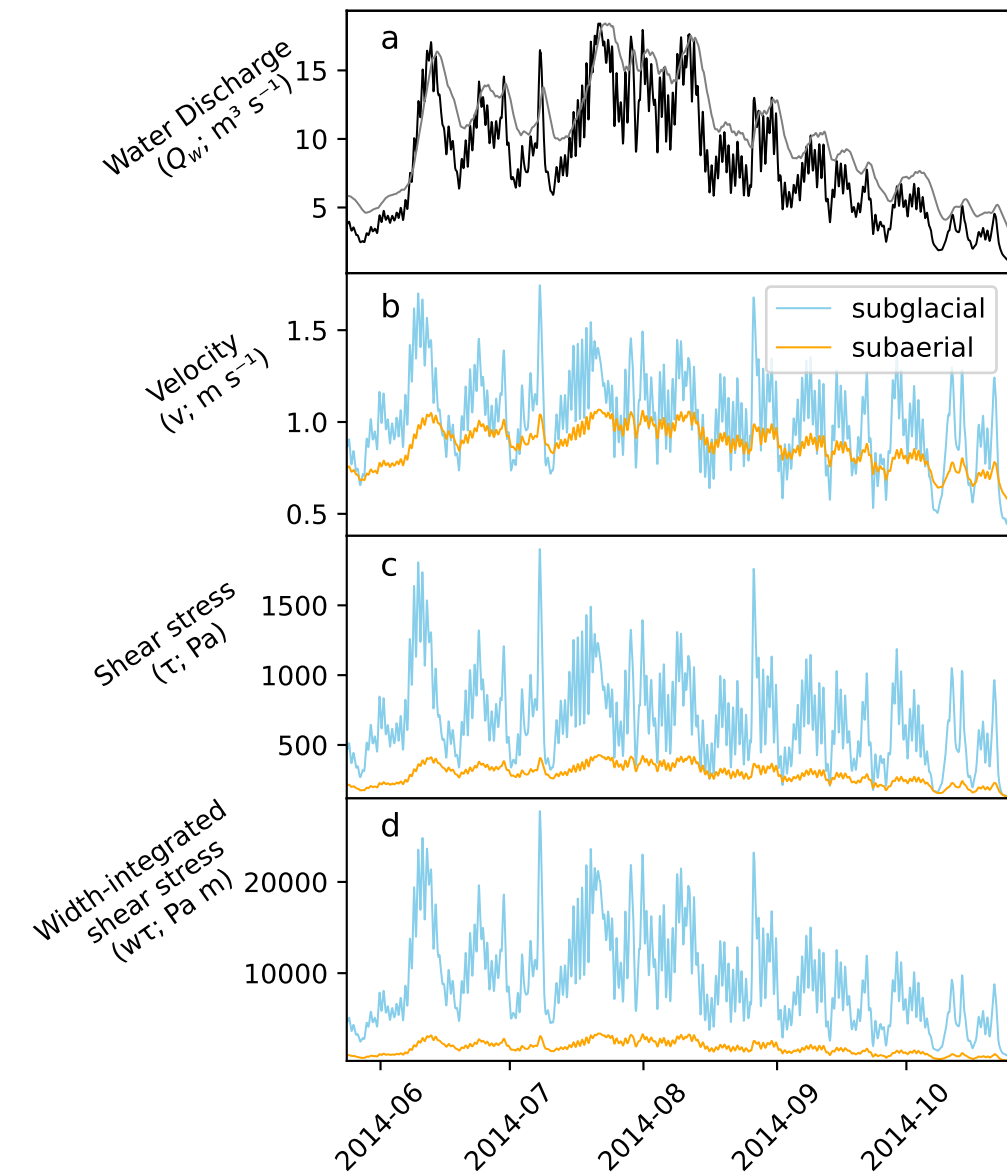 a
Water Discharge
(Qw; m³ s⁻¹)
15
10
5
b
subglacial
subaerial
Velocity
(v; m s⁻¹)
1.5
1.0
0.5
c
Shear stress
(τ; Pa)
1500
1000
500
d
Width-integrated
shear stress
(wτ; Pa m)
20000
10000
2014-06
2014-07
2014-08
2014-09
2014-10